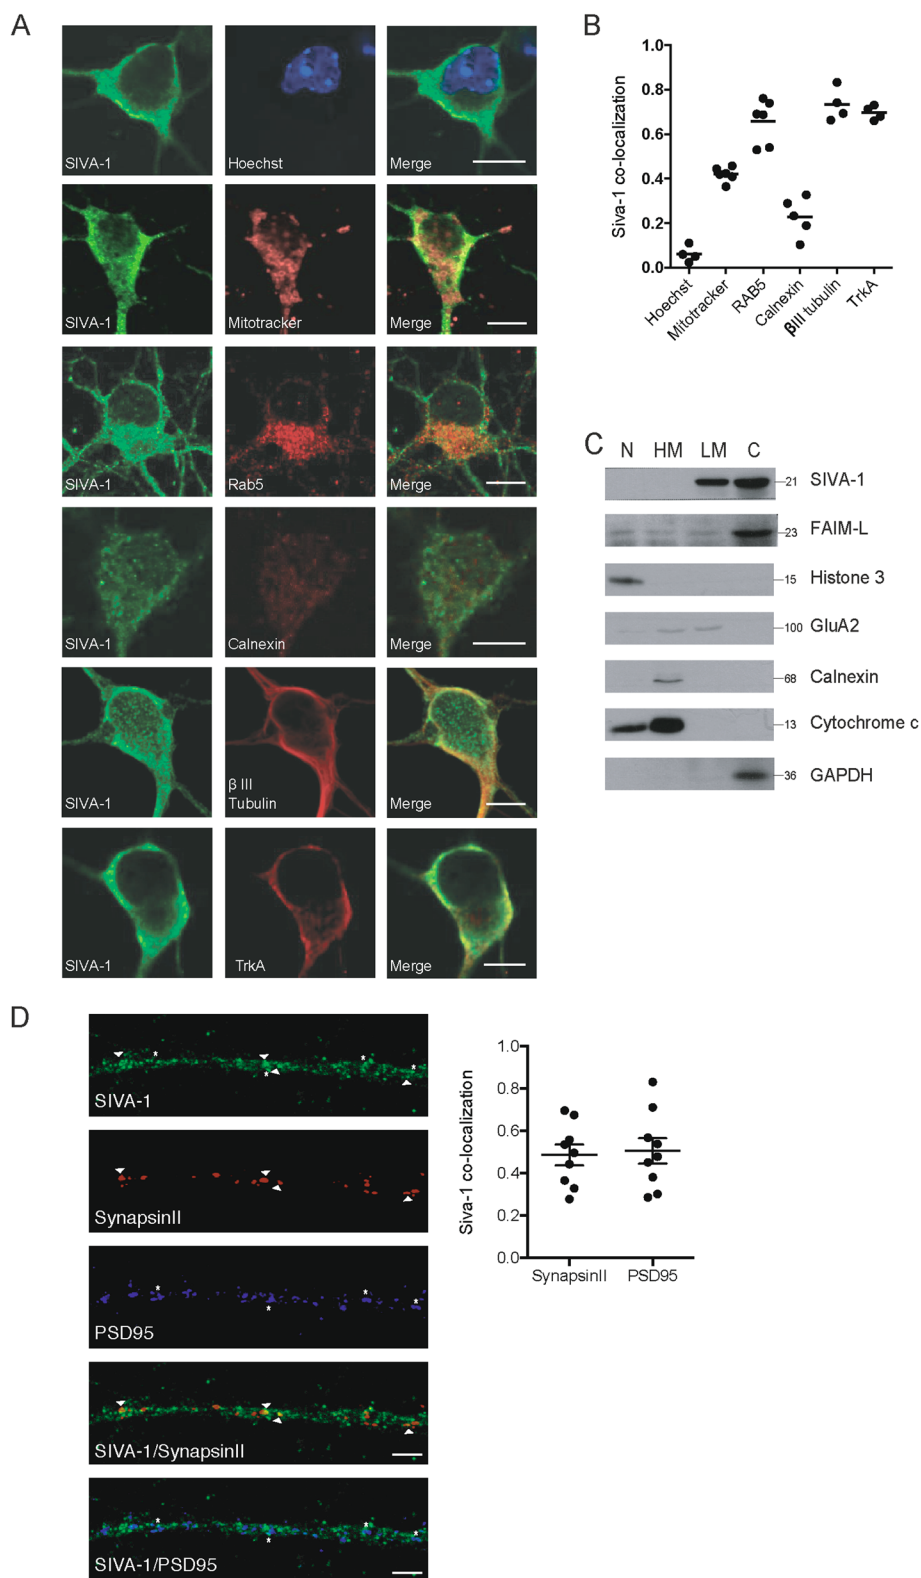 A
SIVA-1
Hoechst
Merge
SIVA-1
Mitotracker
Merge
SIVA-1
Rab5
Merge
SIVA-1
Calnexin
Merge
SIVA-1
β III
Tubulin
Merge
SIVA-1
TrkA
Merge
B
Siva-1 co-localization
1.0
0.8
0.6
0.4
0.2
0.0
Hoechst
Mitotracker
RAB5
Calnexin
βIII tubulin
TrkA
C
N HM LM C
21 SIVA-1
23 FAIM-L
15 Histone 3
100 GluA2
68 Calnexin
13 Cytochrome c
36 GAPDH
D
SIVA-1
SynapsinII
PSD95
SIVA-1/SynapsinII
SIVA-1/PSD95
Siva-1 co-localization
1.0
0.8
0.6
0.4
0.2
0.0
SynapsinII PSD95